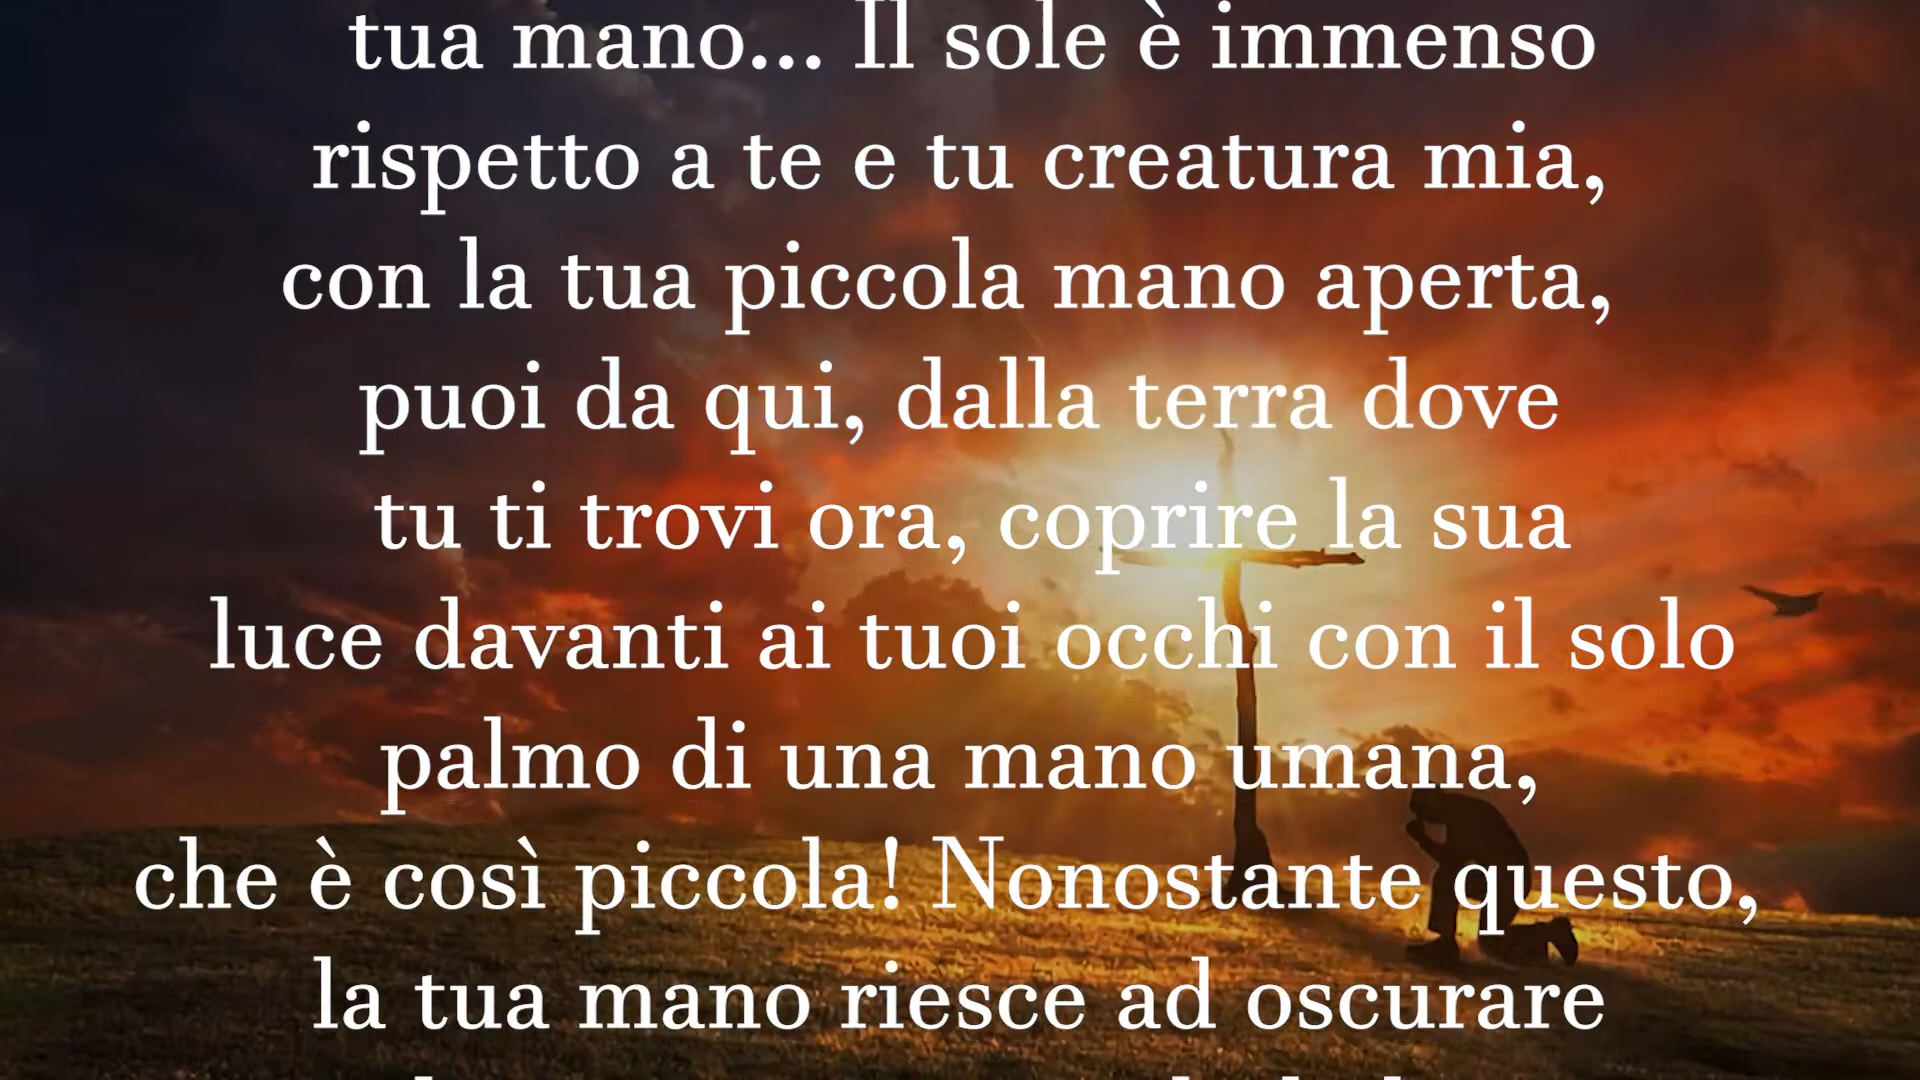 tua mano... Il sole è immenso
rispetto a te e tu creatura mia,
con la tua piccola mano aperta,
puoi da qui, dalla terra dove
tu ti trovi ora, coprire la sua
luce davanti ai tuoi occhi con il solo
palmo di una mano umana,
che è così piccola! Nonostante questo,
la tua mano riesce ad oscurare